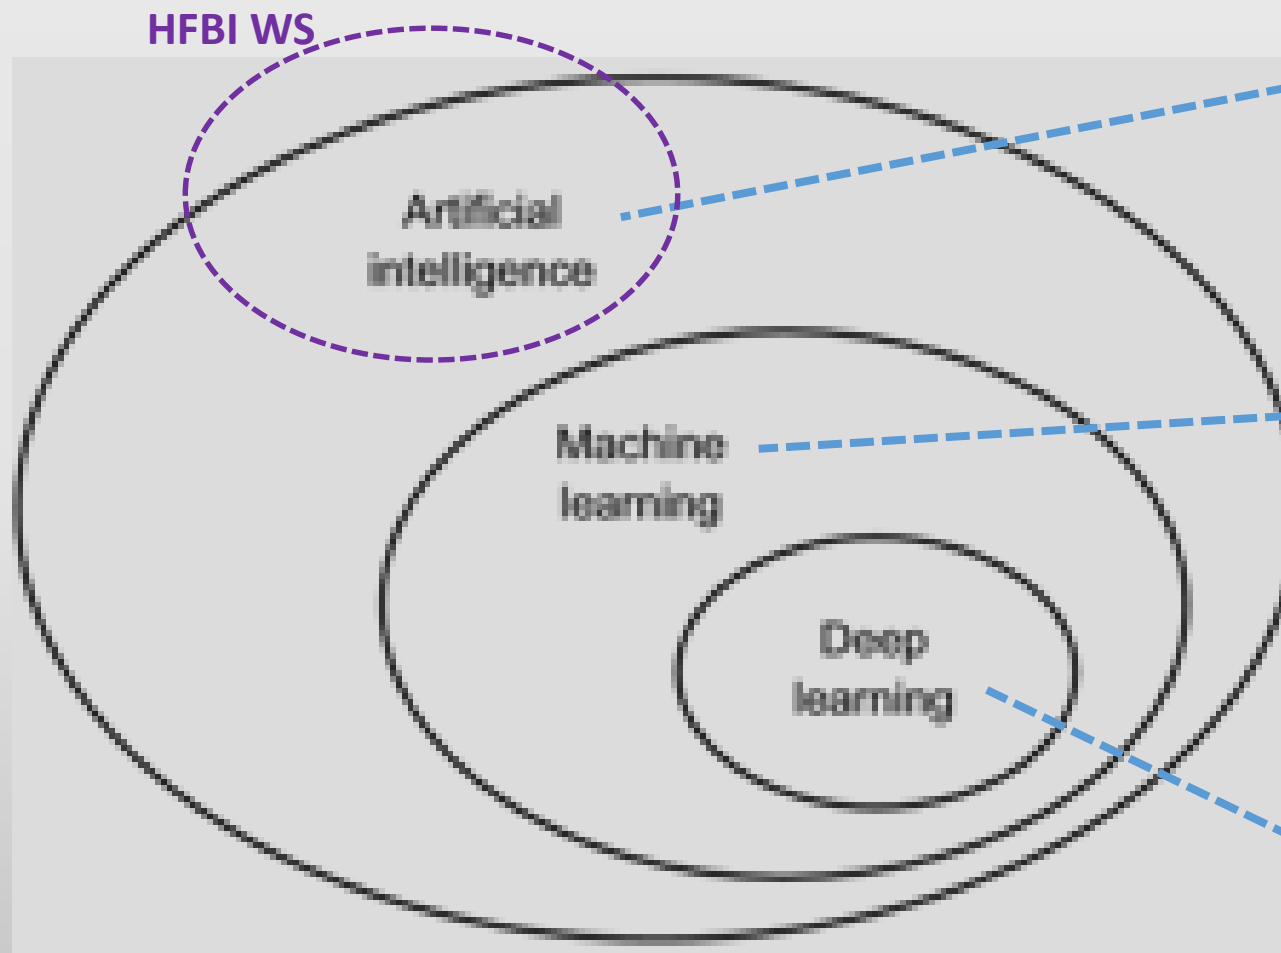 HFBI WS
Artificial
intelligence
Machine
learning
Deep
learning